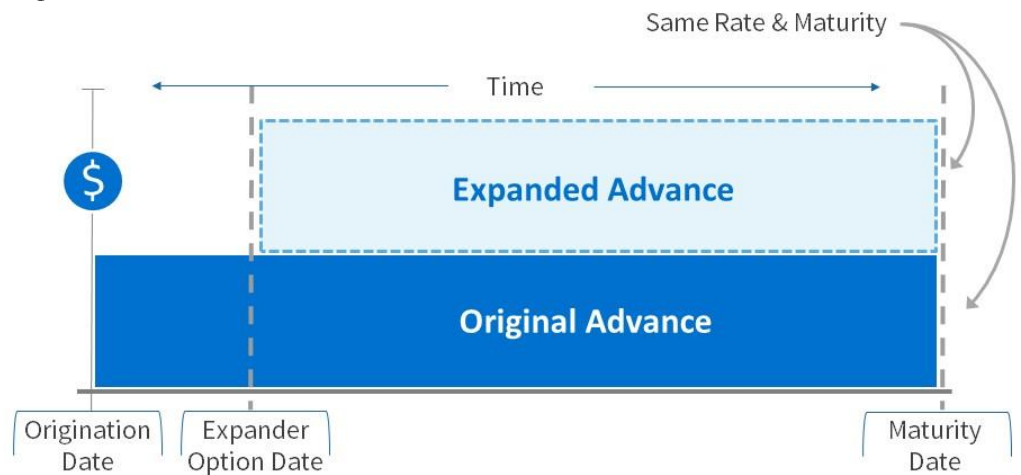 Same Rate & Maturity
Time
$
Expanded Advance
Original Advance
Origination
Date
Expander
Option Date
Maturity
Date